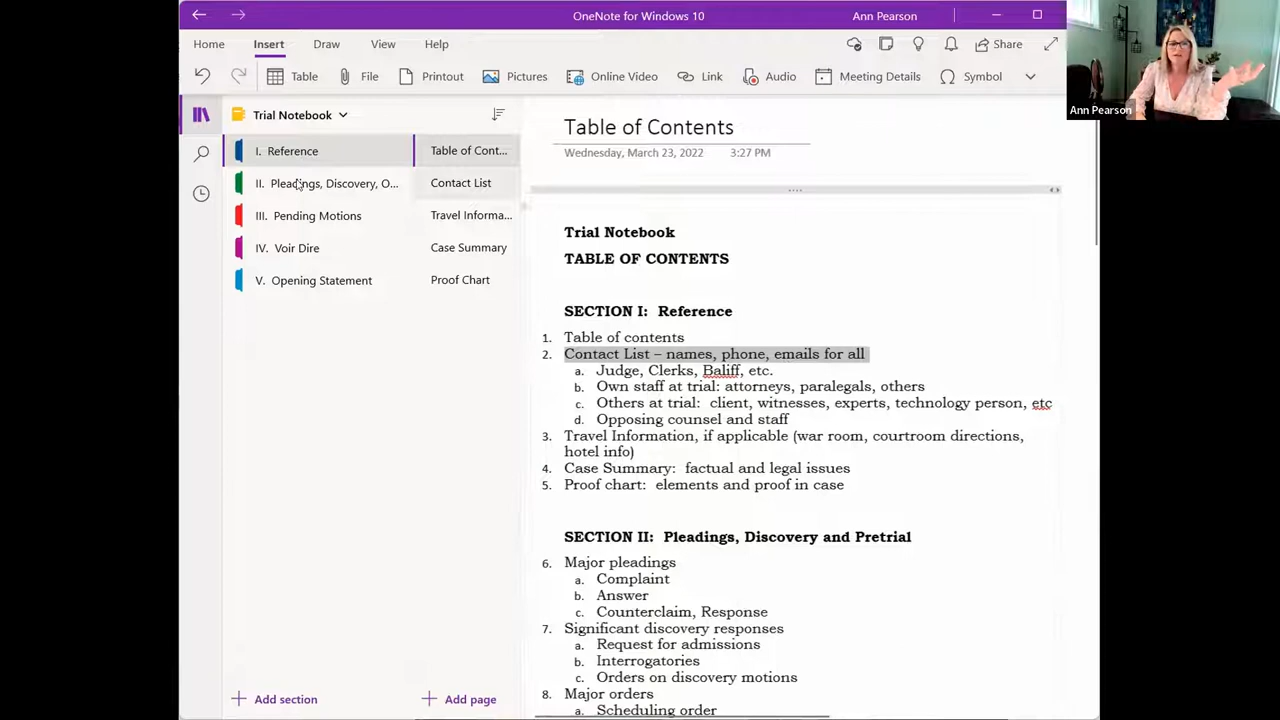 OneNote for Windows 10
Ann Pearson
Home Insert Draw View Help
Share
Table File Printout Pictures Online Video Link Audio Meeting Details Symbol
Ann Pearson
Trial Notebook
I. Reference
II. Pleadings, Discovery, O...
III. Pending Motions
IV. Voir Dire
V. Opening Statement
Add section
Table of Cont...
Contact List
Travel Informa...
Case Summary
Proof Chart
Add page
Table of Contents
Wednesday, March 23, 2022 3:27 PM
Trial Notebook
TABLE OF CONTENTS
SECTION I: Reference
1. Table of contents
2. Contact List – names, phone, emails for all
a. Judge, Clerks, Baliff, etc.
b. Own staff at trial: attorneys, paralegals, others
c. Others at trial: client, witnesses, experts, technology person, etc
d. Opposing counsel and staff
3. Travel Information, if applicable (war room, courtroom directions,
hotel info)
4. Case Summary: factual and legal issues
5. Proof chart: elements and proof in case
SECTION II: Pleadings, Discovery and Pretrial
6. Major pleadings
a. Complaint
b. Answer
c. Counterclaim, Response
7. Significant discovery responses
a. Request for admissions
b. Interrogatories
c. Orders on discovery motions
8. Major orders
a. Scheduling order